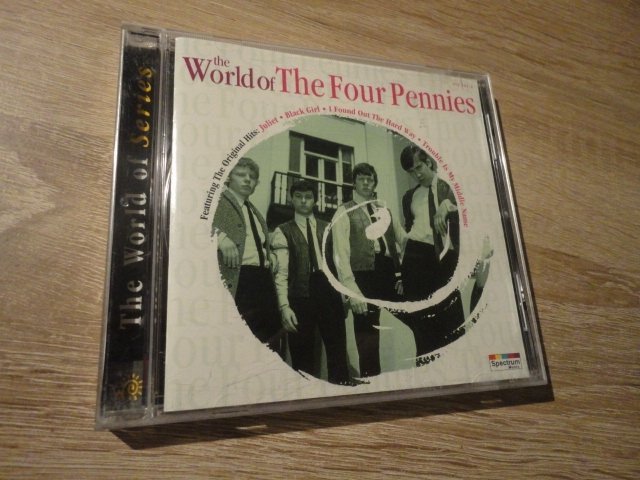 the
World of The Four Pennies
Featuring The Original Hits: Juliet • Black Girl • I Found Out The Hard Way • Trouble Is My Middle Name
The World of Series
Spectrum